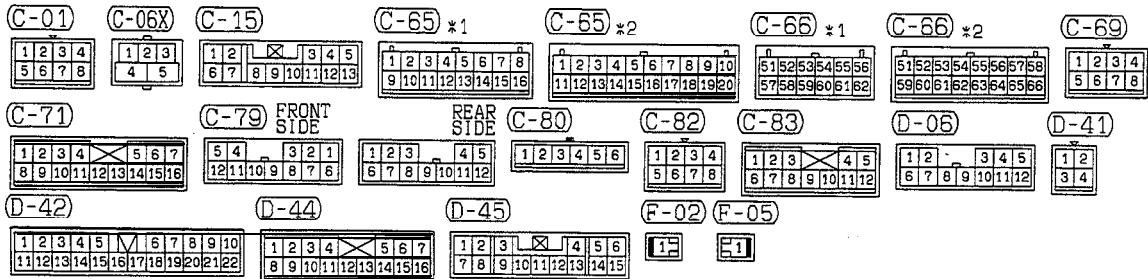 C-01 C-06X C-15 C-65 *1 C-65 *2 C-66 *1 C-66 *2 C-69
1 2 3 4 1 2 3 1 2 3 4 5 1 2 3 4 5 6 7 8 1 2 3 4 5 6 7 8 9 10 51 52 53 54 55 56 51 52 53 54 55 56 57 58 1 2 3 4
5 6 7 8 4 5 6 7 8 9 10 11 12 13 9 10 11 12 13 14 15 16 11 12 13 14 15 16 17 18 19 20 57 58 59 60 61 62 59 60 61 62 63 64 65 66 5 6 7 8
C-71 C-79 FRONT SIDE REAR SIDE C-80 C-82 C-83 D-06 D-41
1 2 3 4 5 6 7 5 4 3 2 1 1 2 3 4 5 1 2 3 4 5 6 1 2 3 4 1 2 3 4 5 1 2 3 4 5 1 2
8 9 10 11 12 13 14 15 16 12 11 10 9 8 7 6 6 7 8 9 10 11 12 5 6 7 8 6 7 8 9 10 11 12 6 7 8 9 10 11 12 3 4
D-42 D-44 D-45 F-02 F-05
1 2 3 4 5 6 7 8 9 10 1 2 3 4 5 6 7 1 2 3 4 5 6 1 1
11 12 13 14 15 16 17 18 19 20 21 22 8 9 10 11 12 13 14 15 16 7 8 9 10 11 12 13 14 15